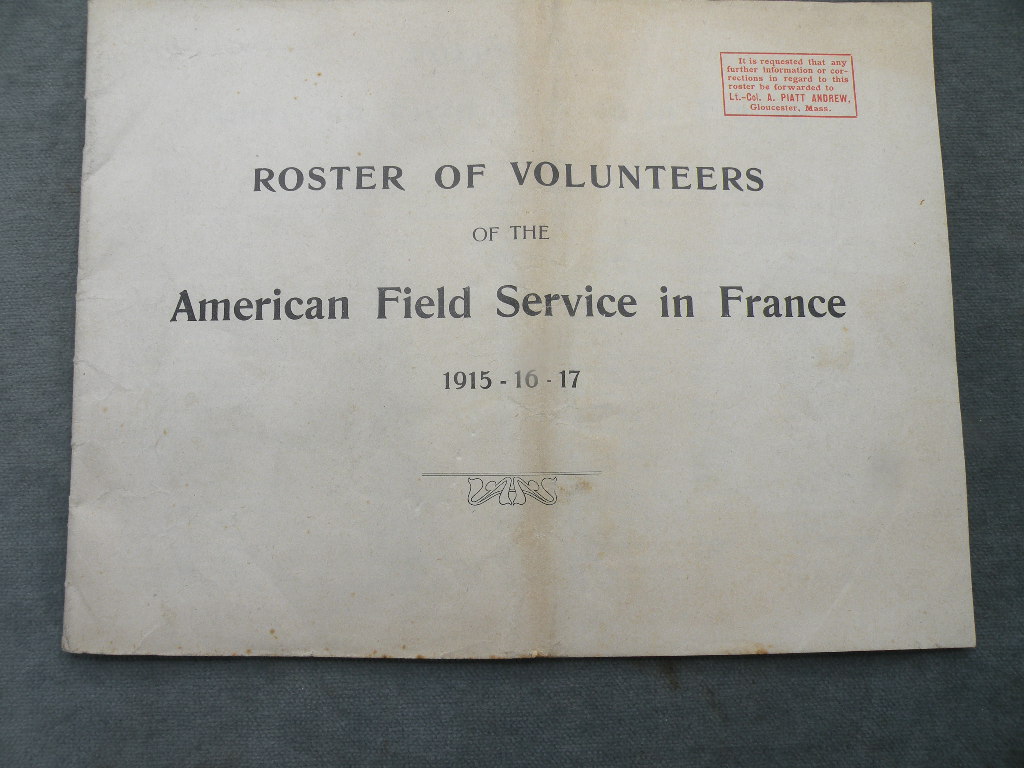 It is requested that any
further information or cor-
rections in regard to this
roster be forwarded to
Lt.-Col. A. PIATT ANDREW,
Gloucester, Mass.
ROSTER OF VOLUNTEERS
OF THE
American Field Service in France
1915 - 16 - 17